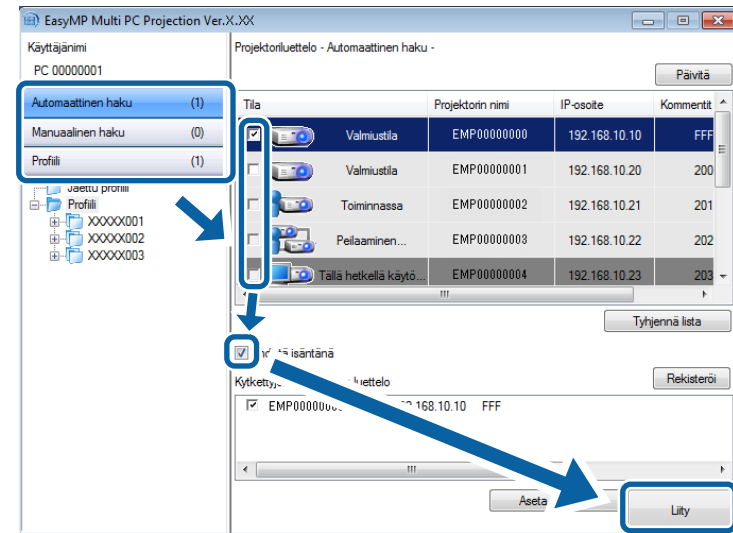 EasyMP Multi PC Projection Ver.X.XX
Käyttäjänimi
PC 00000001
Projektoriluettelo - Automaattinen haku -
Päivitä
Automaattinen haku (1)
Manuaalinen haku (0)
Profiili (1)
Jaettu profiili
Profiili
XXXXX001
XXXXX002
XXXXX003
Tila Projektorin nimi IP-osoite Kommentit
Valmiustila EMP00000000 192.168.10.10 FFF
Valmiustila EMP00000001 192.168.10.20 200
Toiminnassa EMP00000002 192.168.10.21 201
Peilaaminen... EMP00000003 192.168.10.22 202
Tällä hetkellä käytö... EMP00000004 192.168.10.23 203
Tyhjennä lista
isäntänä
luettelo
Rekisteröi
168.10.10 FFF
Liity